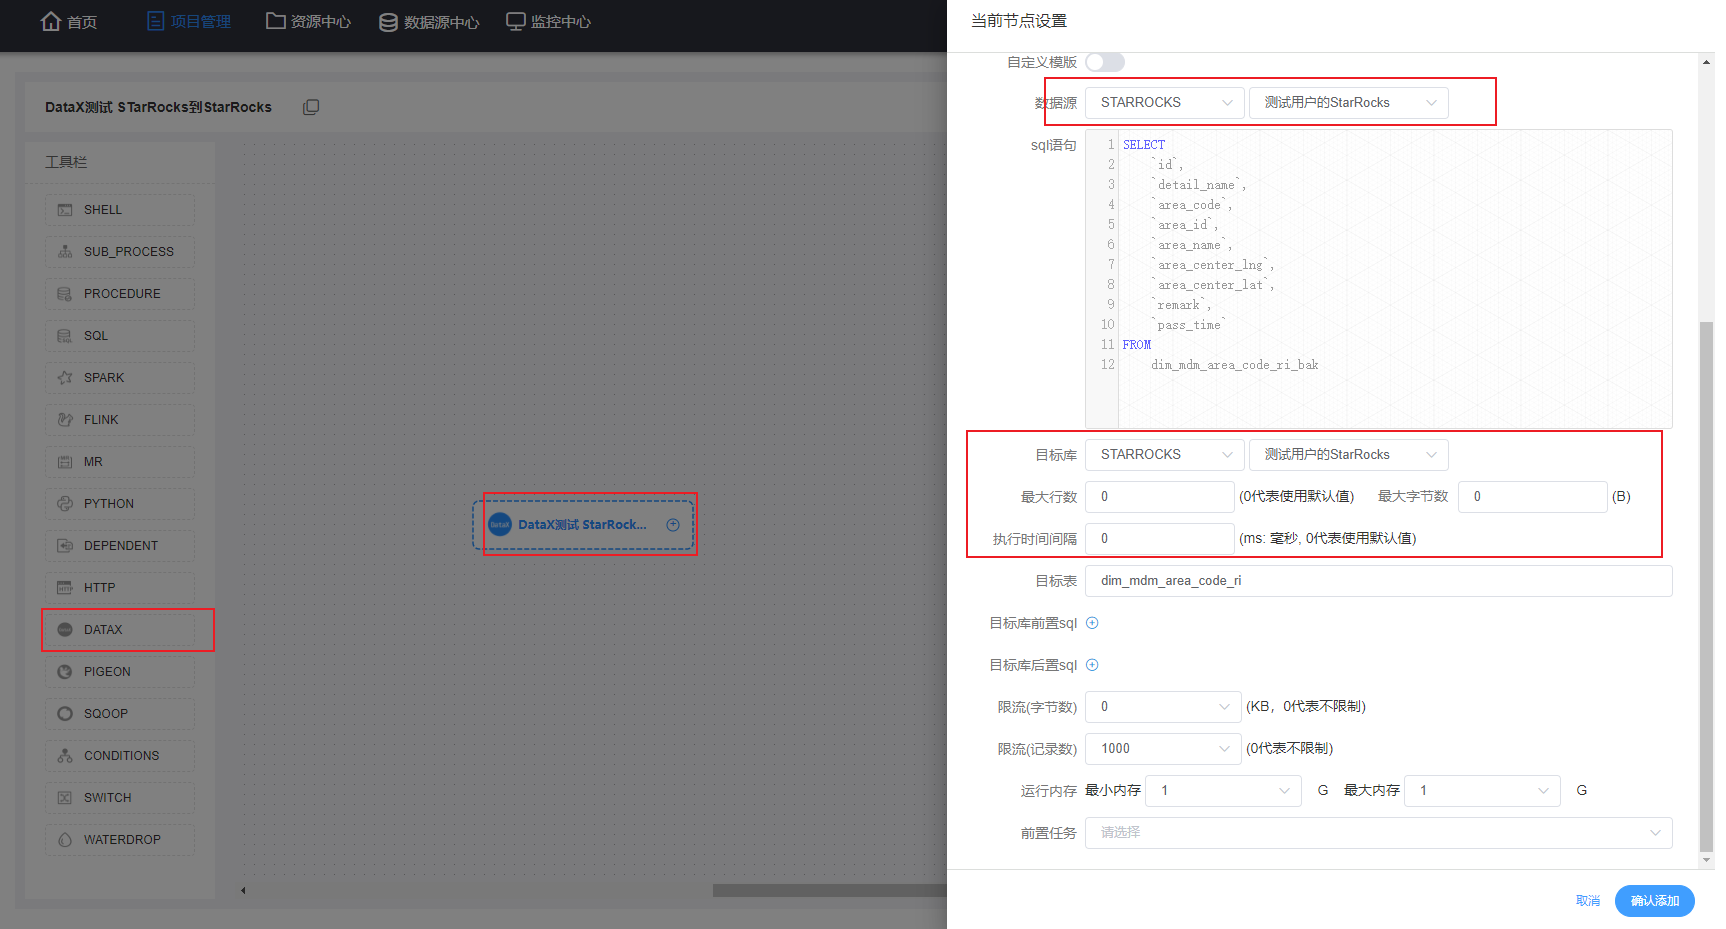 首页
项目管理
资源中心
数据源中心
监控中心
DataX测试 STarRocks到StarRocks
工具栏
SHELL
SUB_PROCESS
PROCEDURE
SQL
SPARK
FLINK
MR
PYTHON
DEPENDENT
HTTP
DATAX
PIGEON
SQOOP
CONDITIONS
SWITCH
WATERDROP
DataX测试 StarRock...
当前节点设置
自定义模版
数据源 STARROCKS 测试用户的StarRocks
sql语句
1 SELECT
2 `id`,
3 `detail_name`,
4 `area_code`,
5 `area_id`,
6 `area_name`,
7 `area_center_lng`,
8 `area_center_lat`,
9 `remark`,
10 `pass_time`
11 FROM
12 dim_mdm_area_code_ri_bak
目标库 STARROCKS 测试用户的StarRocks
最大行数 0 (0代表使用默认值) 最大字节数 0 (B)
执行时间间隔 0 (ms: 毫秒, 0代表使用默认值)
目标表 dim_mdm_area_code_ri
目标库前置sql
目标库后置sql
限流(字节数) 0 (KB，0代表不限制)
限流(记录数) 1000 (0代表不限制)
运行内存 最小内存 1 G 最大内存 1 G
前置任务 请选择
取消 确认添加